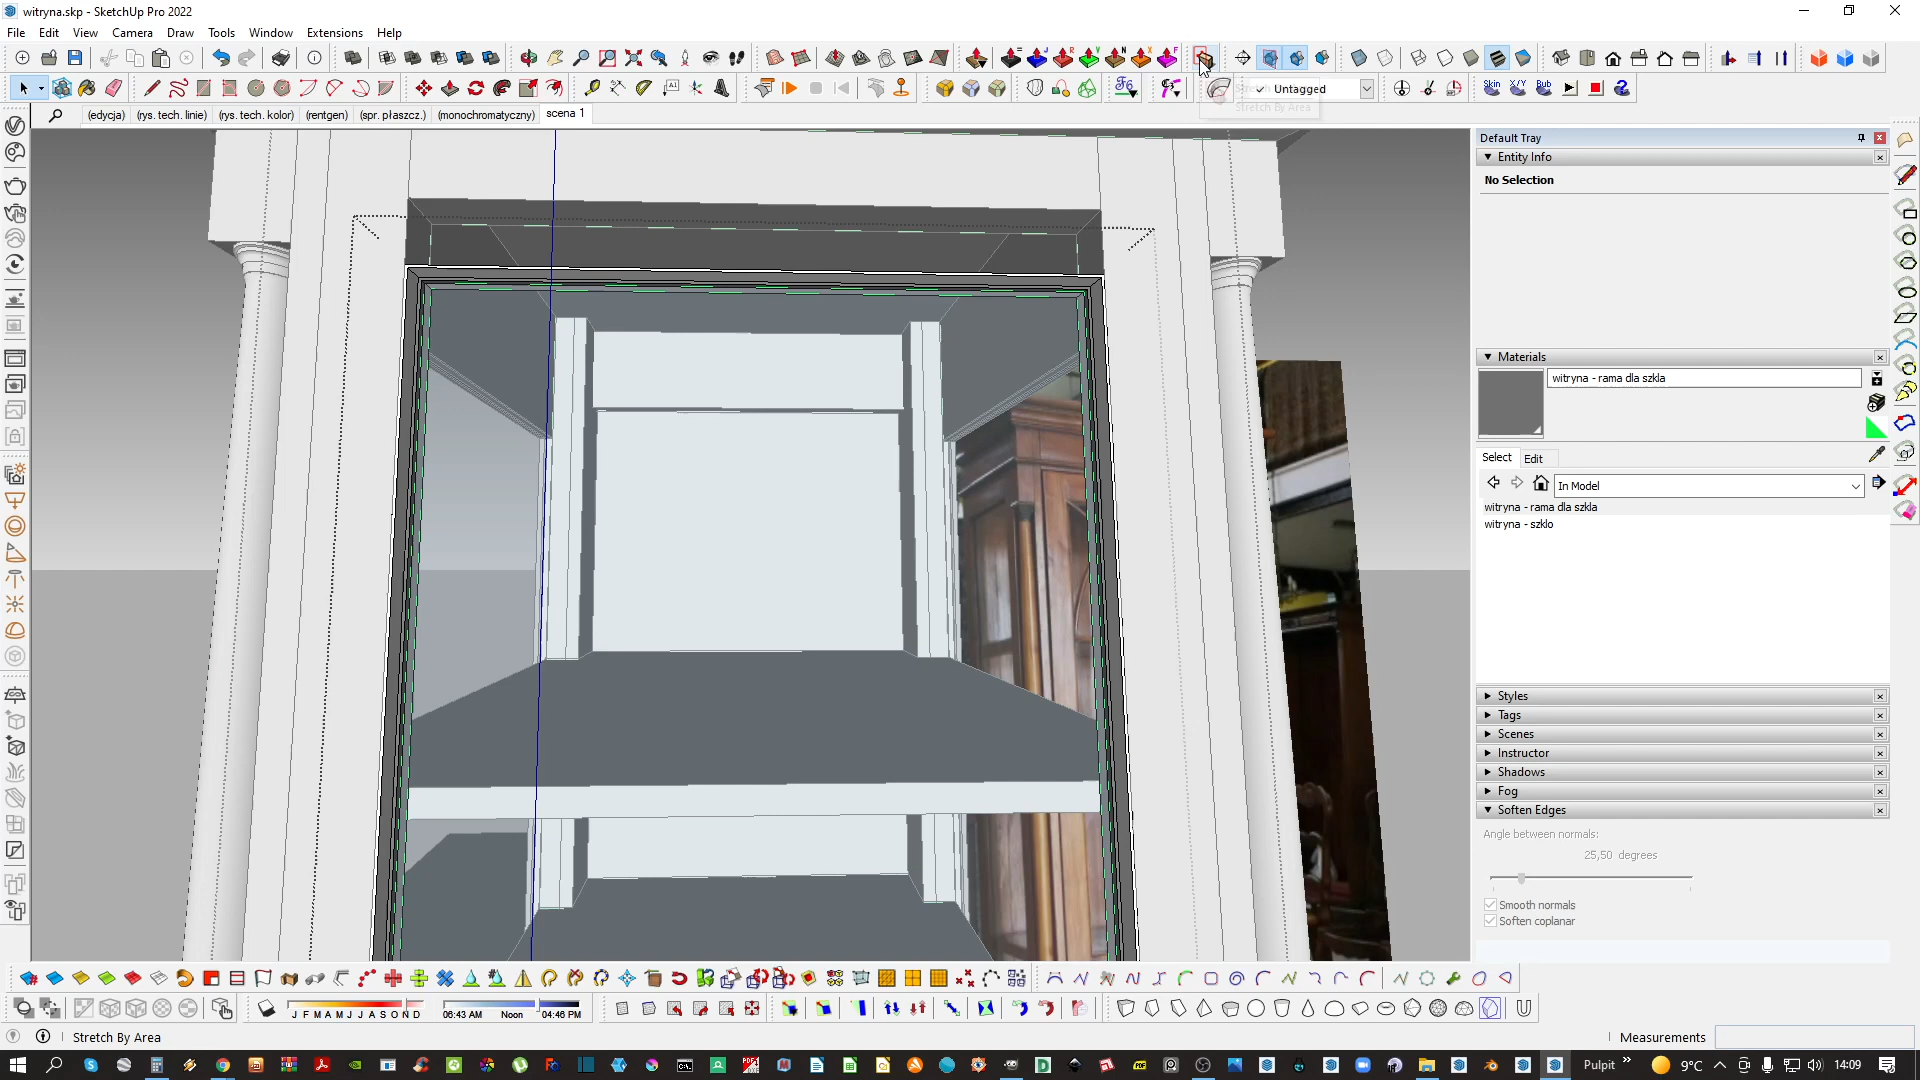 witryna.skp - SketchUp Pro 2022
File Edit View Camera Draw Tools Window Extensions Help
Untagged
Stretch By Area
(edycja) (rys. tech. linie) (rys. tech. kolor) (rentgen) (spr. płaszcz.) (monochromatyczny) scena 1
Default Tray
Entity Info
No Selection
Materials
witryna - rama dla szkla
Select Edit
In Model
witryna - rama dla szkla
witryna - szklo
Styles
Tags
Scenes
Instructor
Shadows
Fog
Soften Edges
Angle between normals:
25,50 degrees
Smooth normals
Soften coplanar
J F M A M J J A S O N D
06:43 AM Noon 04:46 PM
Stretch By Area
Measurements
Pulpit
9°C
14:09